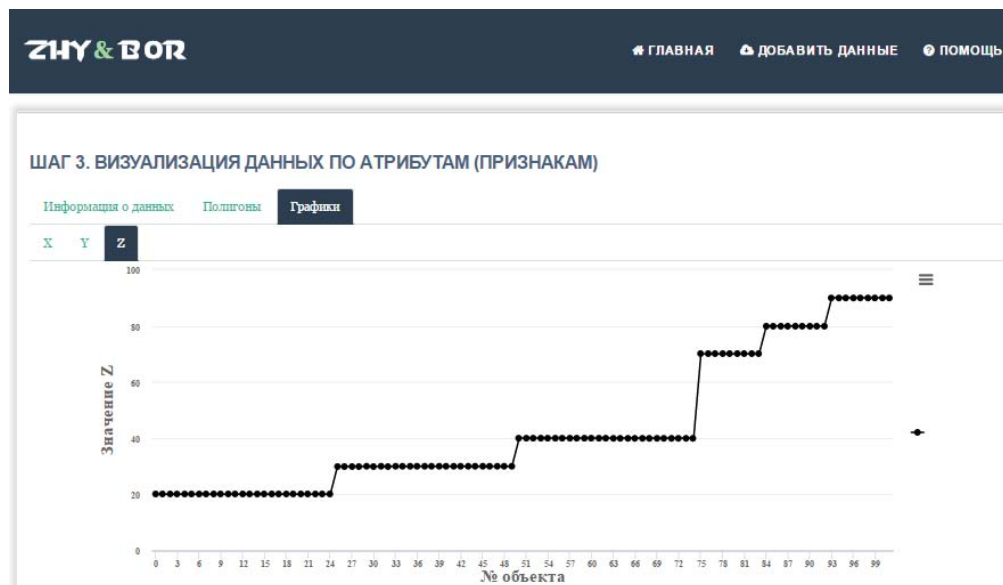 ZHY & BOR
ГЛАВНАЯ ДОБАВИТЬ ДАННЫЕ ПОМОЩЬ
ШАГ 3. ВИЗУАЛИЗАЦИЯ ДАННЫХ ПО АТРИБУТАМ (ПРИЗНАКАМ)
Информация о данных Полигоны Графики
X Y Z
100
80
60
40
20
0
Значение Z
0 3 6 9 12 15 18 21 24 27 30 33 36 39 42 45 48 51 54 57 60 63 66 69 72 75 78 81 84 87 90 93 96 99
№ объекта